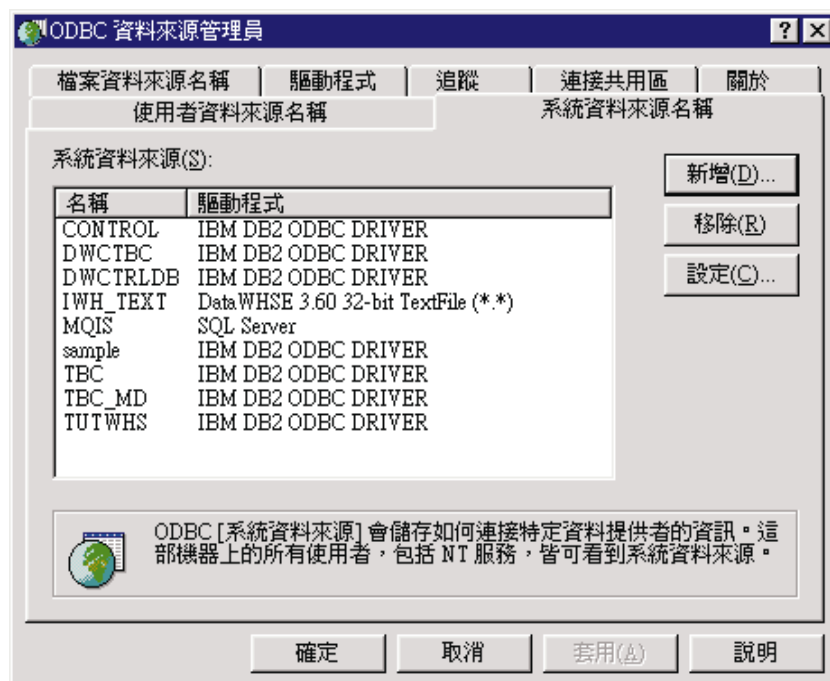 ODBC 資料來源管理員
檔案資料來源名稱 驅動程式 追蹤 連接共用區 關於
使用者資料來源名稱 系統資料來源名稱
系統資料來源(S):
名稱 驅動程式
CONTROL IBM DB2 ODBC DRIVER
DWCTBC IBM DB2 ODBC DRIVER
DWCTRLDB IBM DB2 ODBC DRIVER
IWH_TEXT DataWHSE 3.60 32-bit TextFile (*.*)
MQIS SQL Server
sample IBM DB2 ODBC DRIVER
TBC IBM DB2 ODBC DRIVER
TBC_MD IBM DB2 ODBC DRIVER
TUTWHS IBM DB2 ODBC DRIVER
新增(D)...
移除(R)
設定(C)...
ODBC [系統資料來源] 會儲存如何連接特定資料提供者的資訊。這
部機器上的所有使用者，包括 NT 服務，皆可看到系統資料來源。
確定 取消 套用(A) 說明